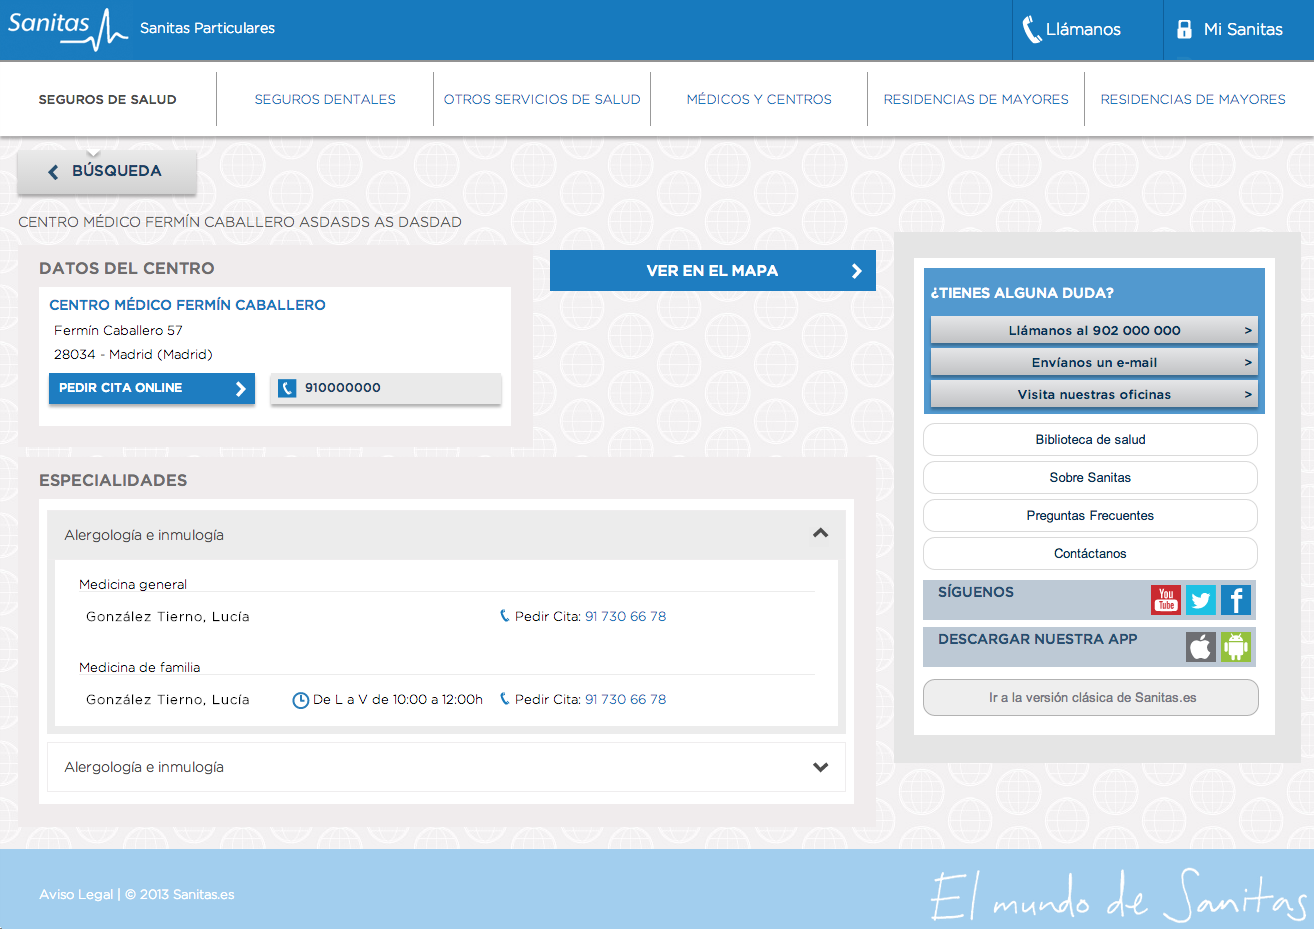 Sanitas
Sanitas Particulares
Llámanos
Mi Sanitas
SEGUROS DE SALUD
SEGUROS DENTALES
OTROS SERVICIOS DE SALUD
MÉDICOS Y CENTROS
RESIDENCIAS DE MAYORES
RESIDENCIAS DE MAYORES
BÚSQUEDA
CENTRO MÉDICO FERMÍN CABALLERO ASDASDS AS DASDAD
DATOS DEL CENTRO
CENTRO MÉDICO FERMÍN CABALLERO
Fermín Caballero 57
28034 - Madrid (Madrid)
PEDIR CITA ONLINE
910000000
VER EN EL MAPA
ESPECIALIDADES
Alergología e inmulogía
Medicina general
González Tierno, Lucía
Pedir Cita: 91 730 66 78
Medicina de familia
González Tierno, Lucía
De L a V de 10:00 a 12:00h
Pedir Cita: 91 730 66 78
Alergología e inmulogía
¿TIENES ALGUNA DUDA?
Llámanos al 902 000 000 >
Envíanos un e-mail >
Visita nuestras oficinas >
Biblioteca de salud
Sobre Sanitas
Preguntas Frecuentes
Contáctanos
SÍGUENOS
You
Tube
DESCARGAR NUESTRA APP
Ir a la versión clásica de Sanitas.es
Aviso Legal | © 2013 Sanitas.es
El mundo de Sanitas